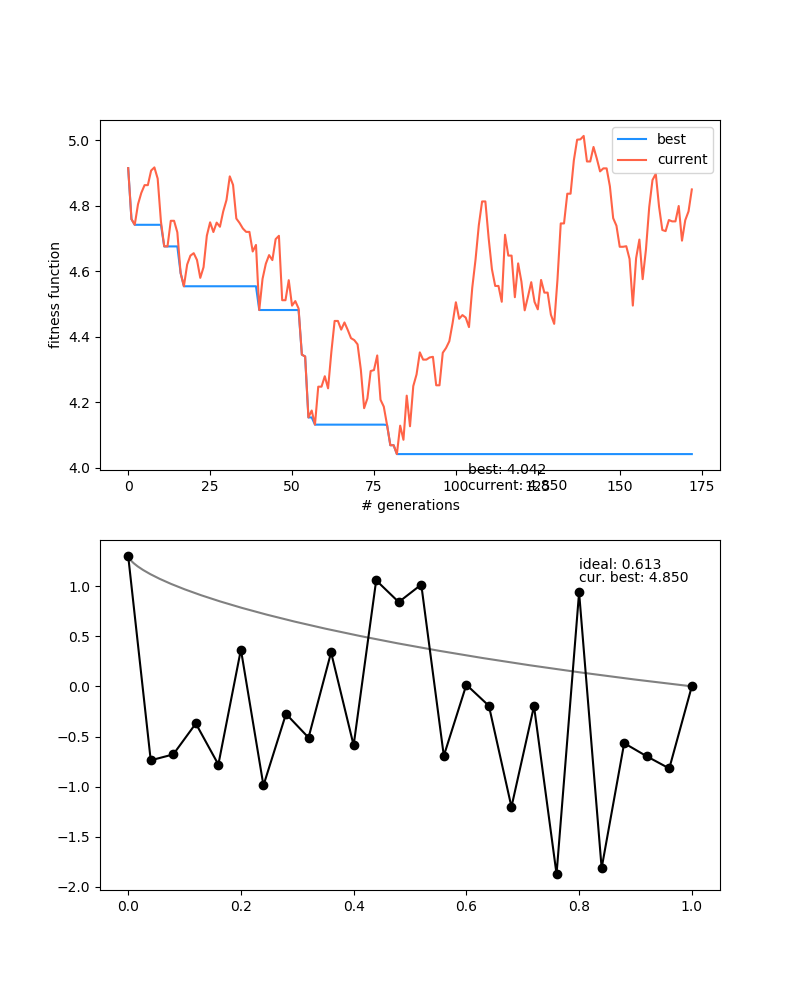 5.0
4.8
4.6
4.4
4.2
4.0
fitness function
best
current
best: 4.042
current: 4.850
0 25 50 75 100 125 150 175
# generations
ideal: 0.613
cur. best: 4.850
1.0
0.5
0.0
−0.5
−1.0
−1.5
−2.0
0.0 0.2 0.4 0.6 0.8 1.0